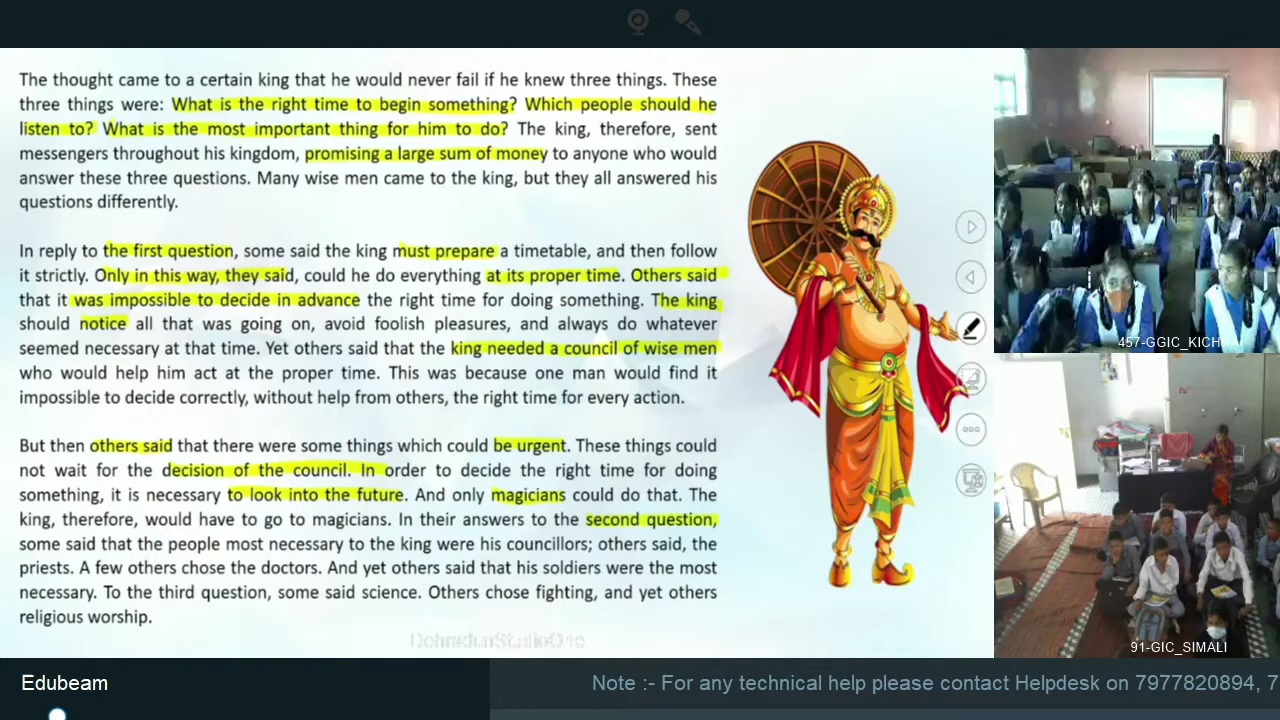 The thought came to a certain king that he would never fail if he knew three things. These
three things were: What is the right time to begin something? Which people should he
listen to? What is the most important thing for him to do? The king, therefore, sent
messengers throughout his kingdom, promising a large sum of money to anyone who would
answer these three questions. Many wise men came to the king, but they all answered his
questions differently.
In reply to the first question, some said the king must prepare a timetable, and then follow
it strictly. Only in this way, they said, could he do everything at its proper time. Others said
that it was impossible to decide in advance the right time for doing something. The king
should notice all that was going on, avoid foolish pleasures, and always do whatever
seemed necessary at that time. Yet others said that the king needed a council of wise men
who would help him act at the proper time. This was because one man would find it
impossible to decide correctly, without help from others, the right time for every action.
But then others said that there were some things which could be urgent. These things could
not wait for the decision of the council. In order to decide the right time for doing
something, it is necessary to look into the future. And only magicians could do that. The
king, therefore, would have to go to magicians. In their answers to the second question,
some said that the people most necessary to the king were his councillors; others said, the
priests. A few others chose the doctors. And yet others said that his soldiers were the most
necessary. To the third question, some said science. Others chose fighting, and yet others
religious worship.
DehradunStudioOne
457-GGIC_KICHH
91-GIC_SIMALI
Edubeam
Note :- For any technical help please contact Helpdesk on 7977820894, 7